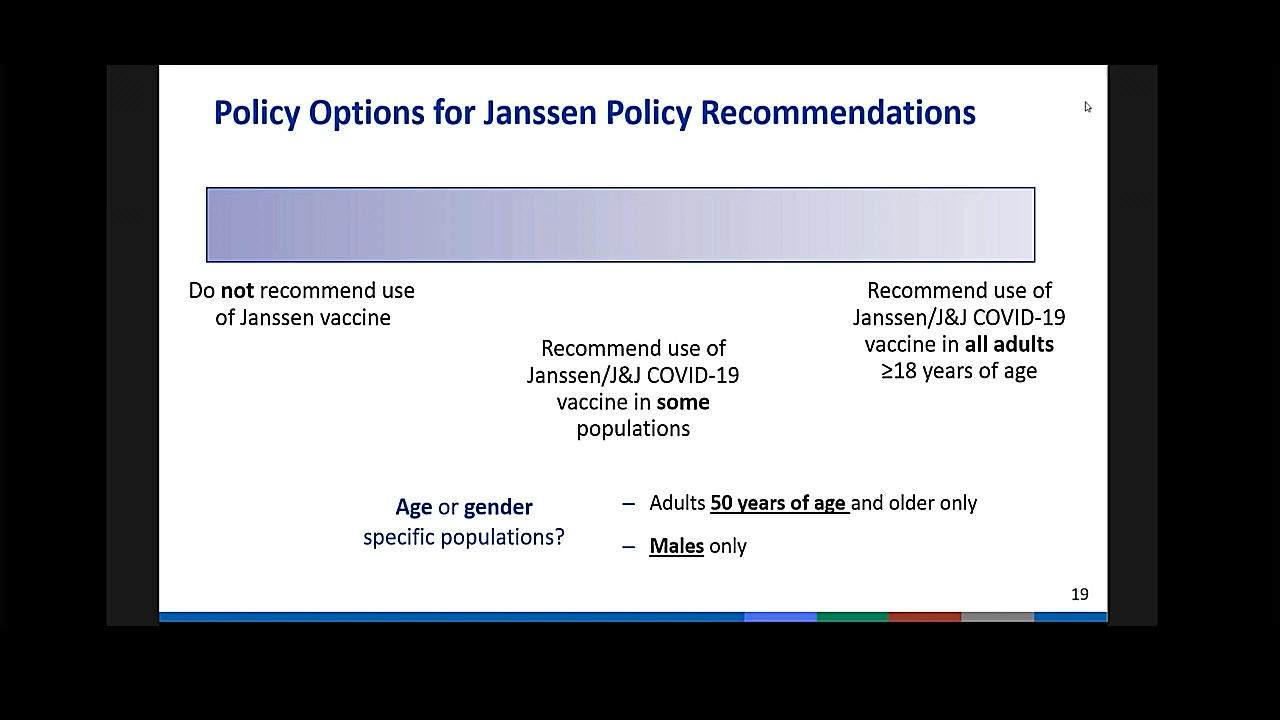 Policy Options for Janssen Policy Recommendations
Do not recommend use
of Janssen vaccine
Recommend use of
Janssen/J&J COVID-19
vaccine in some
populations
Recommend use of
Janssen/J&J COVID-19
vaccine in all adults
≥18 years of age
Age or gender
specific populations?
– Adults 50 years of age and older only
– Males only
19